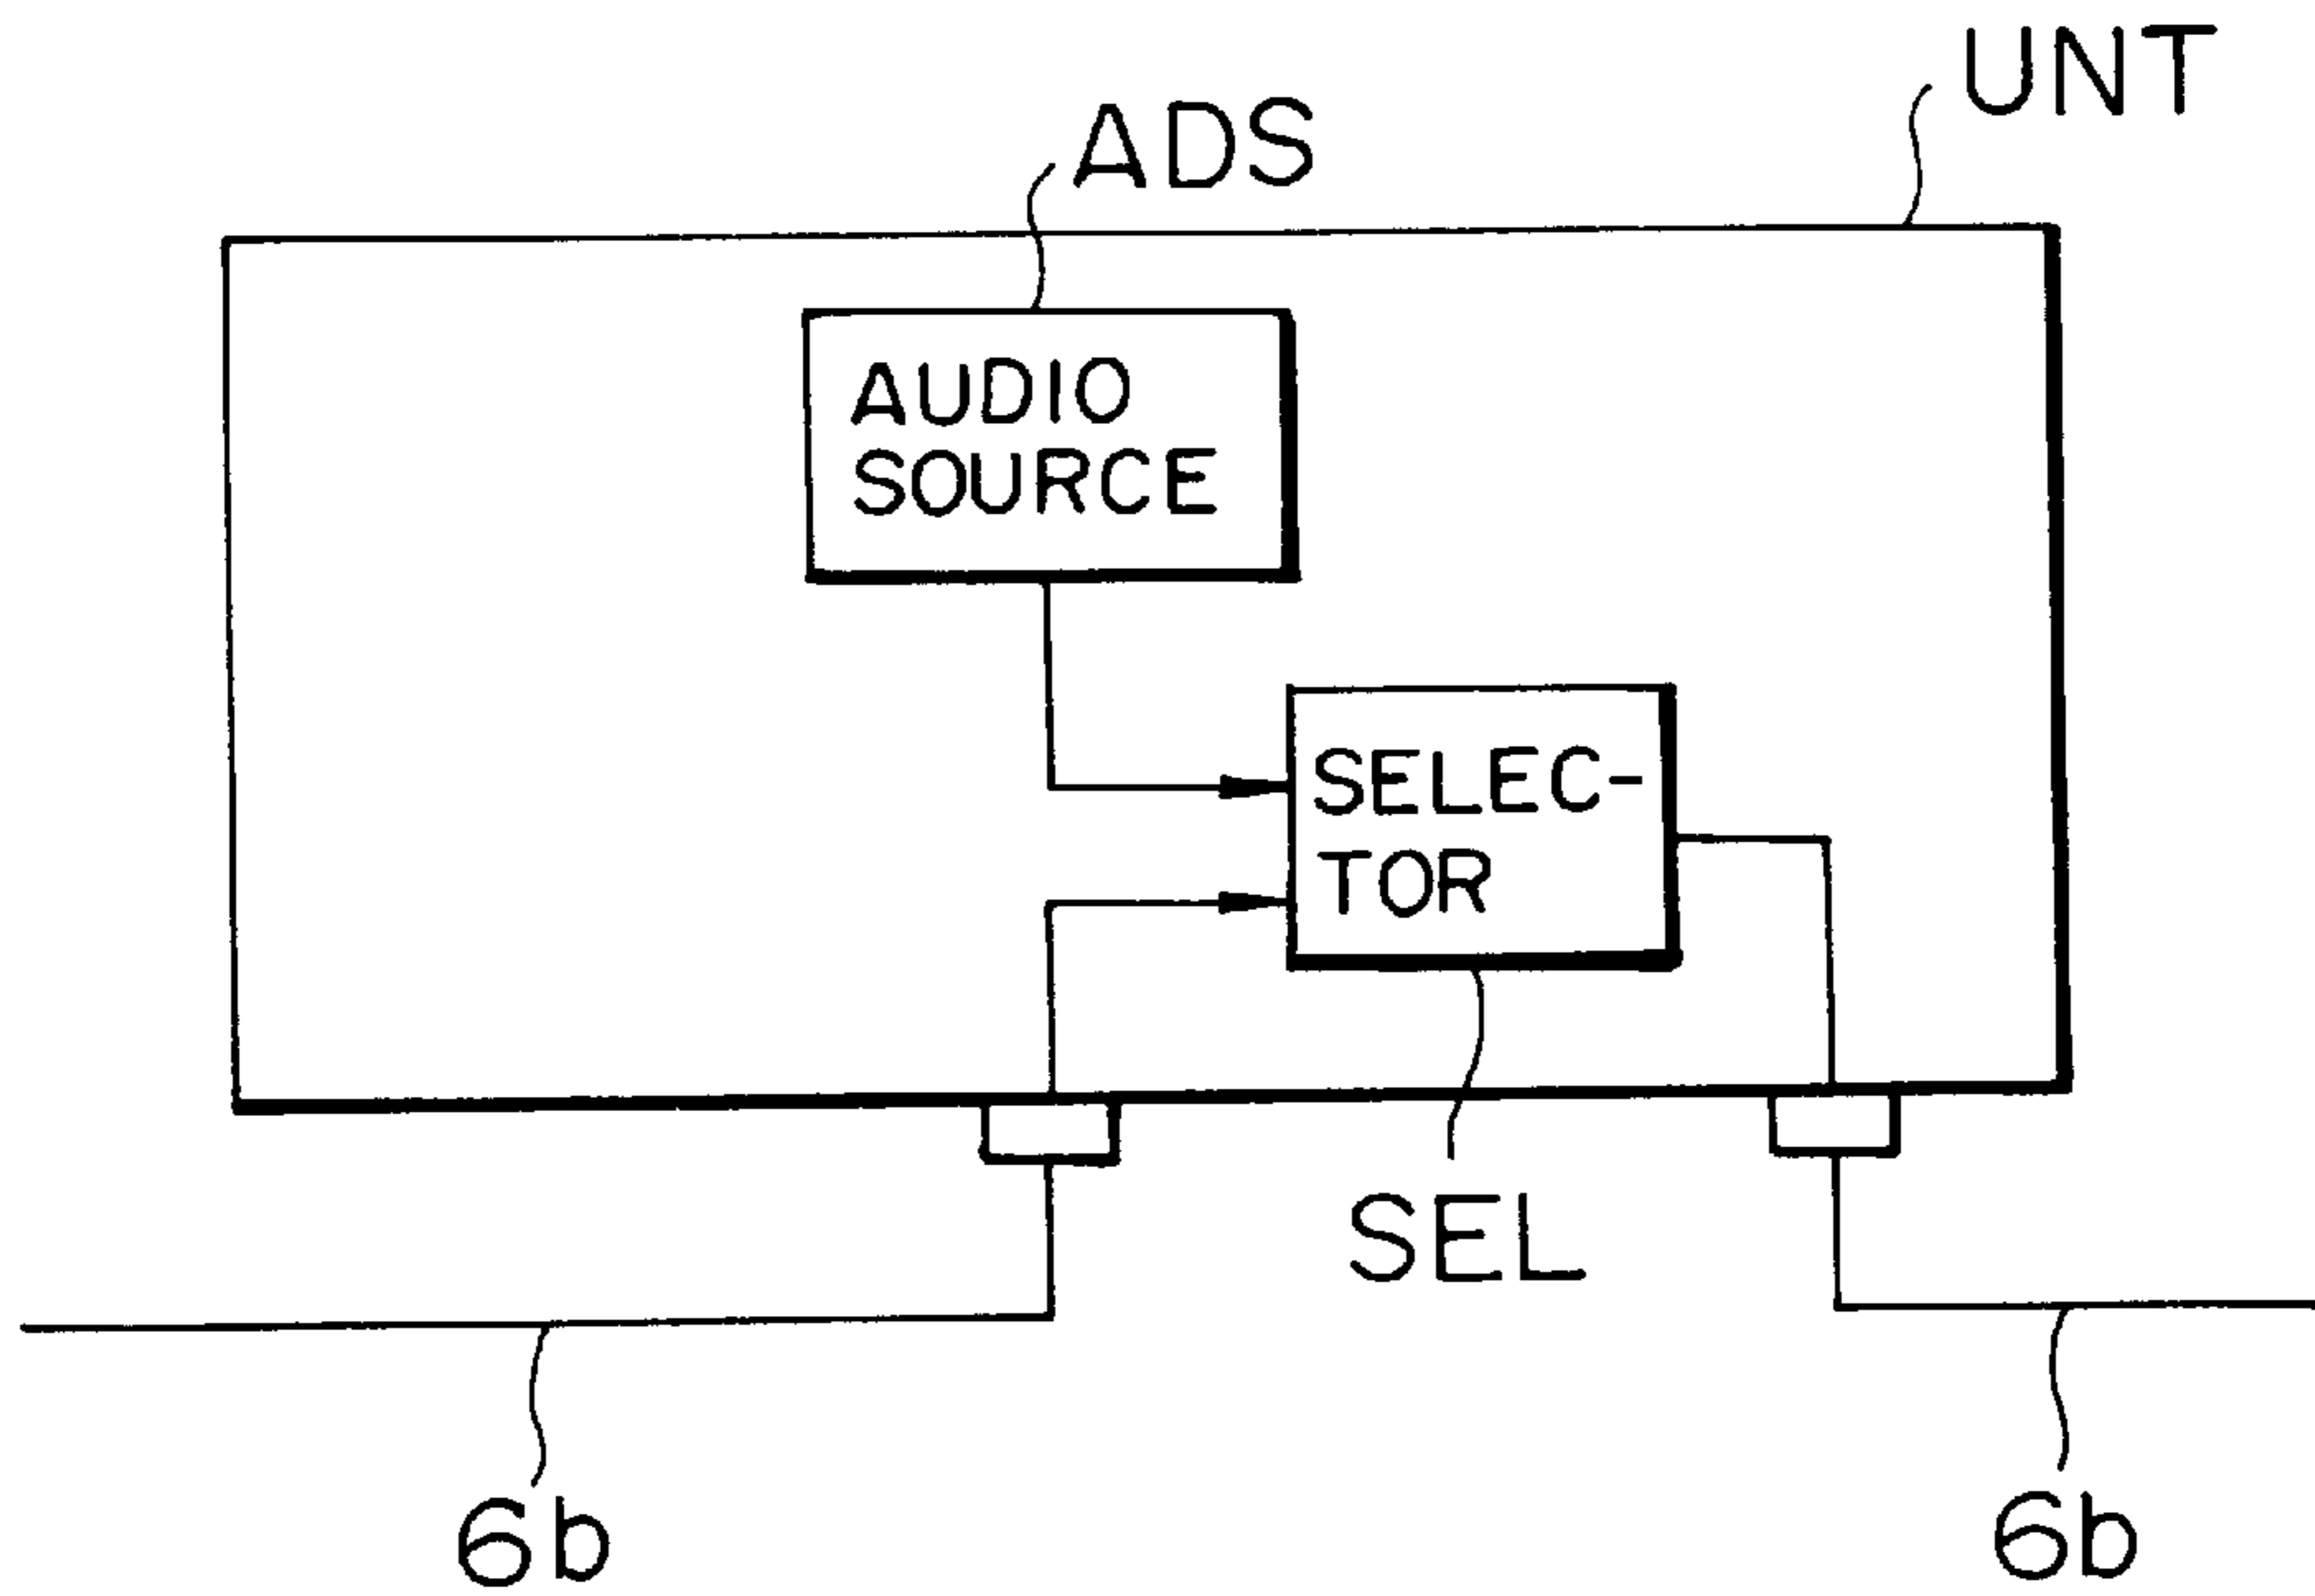 UNT
ADS
AUDIO
SOURCE
SELEC-
TOR
SEL
6b
6b